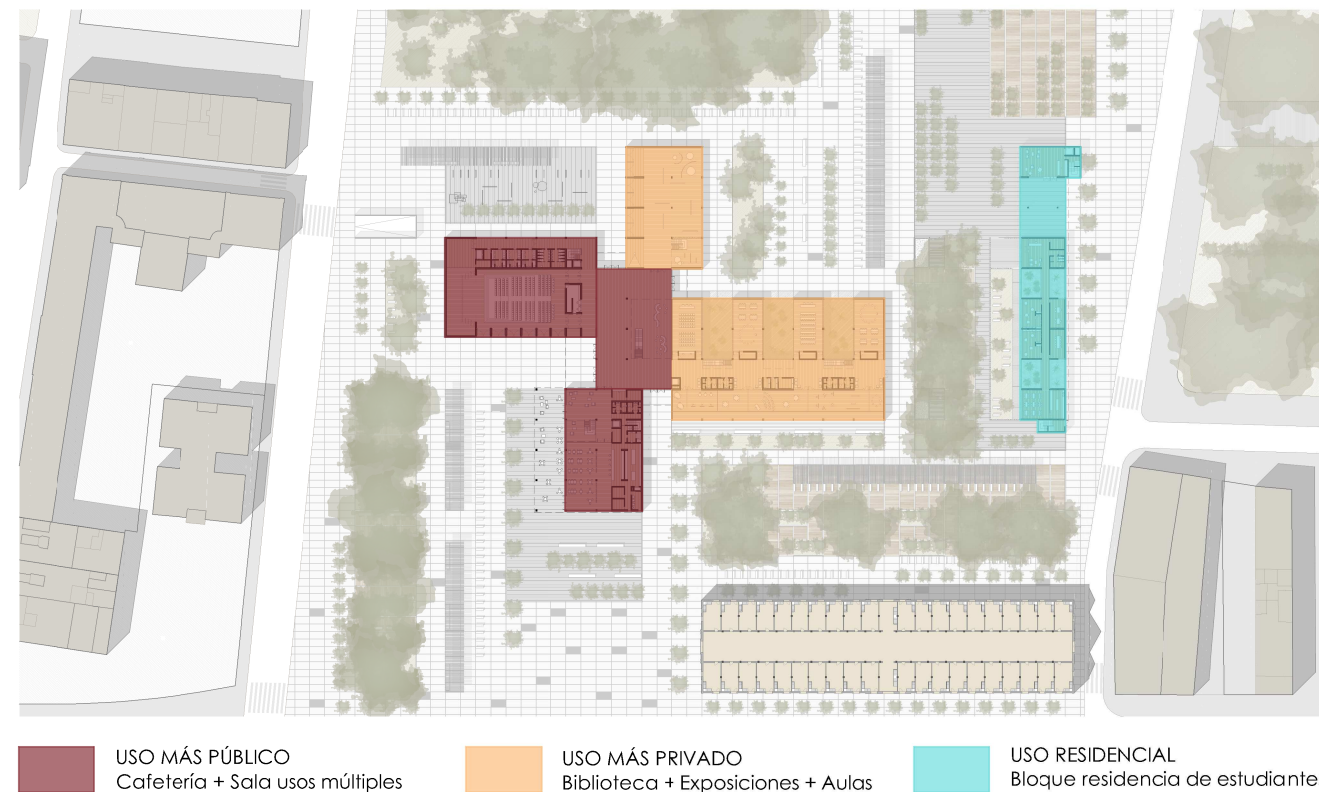 USO MÁS PÚBLICO
Cafetería + Sala usos múltiples
USO MÁS PRIVADO
Biblioteca + Exposiciones + Aulas
USO RESIDENCIAL
Bloque residencia de estudiante